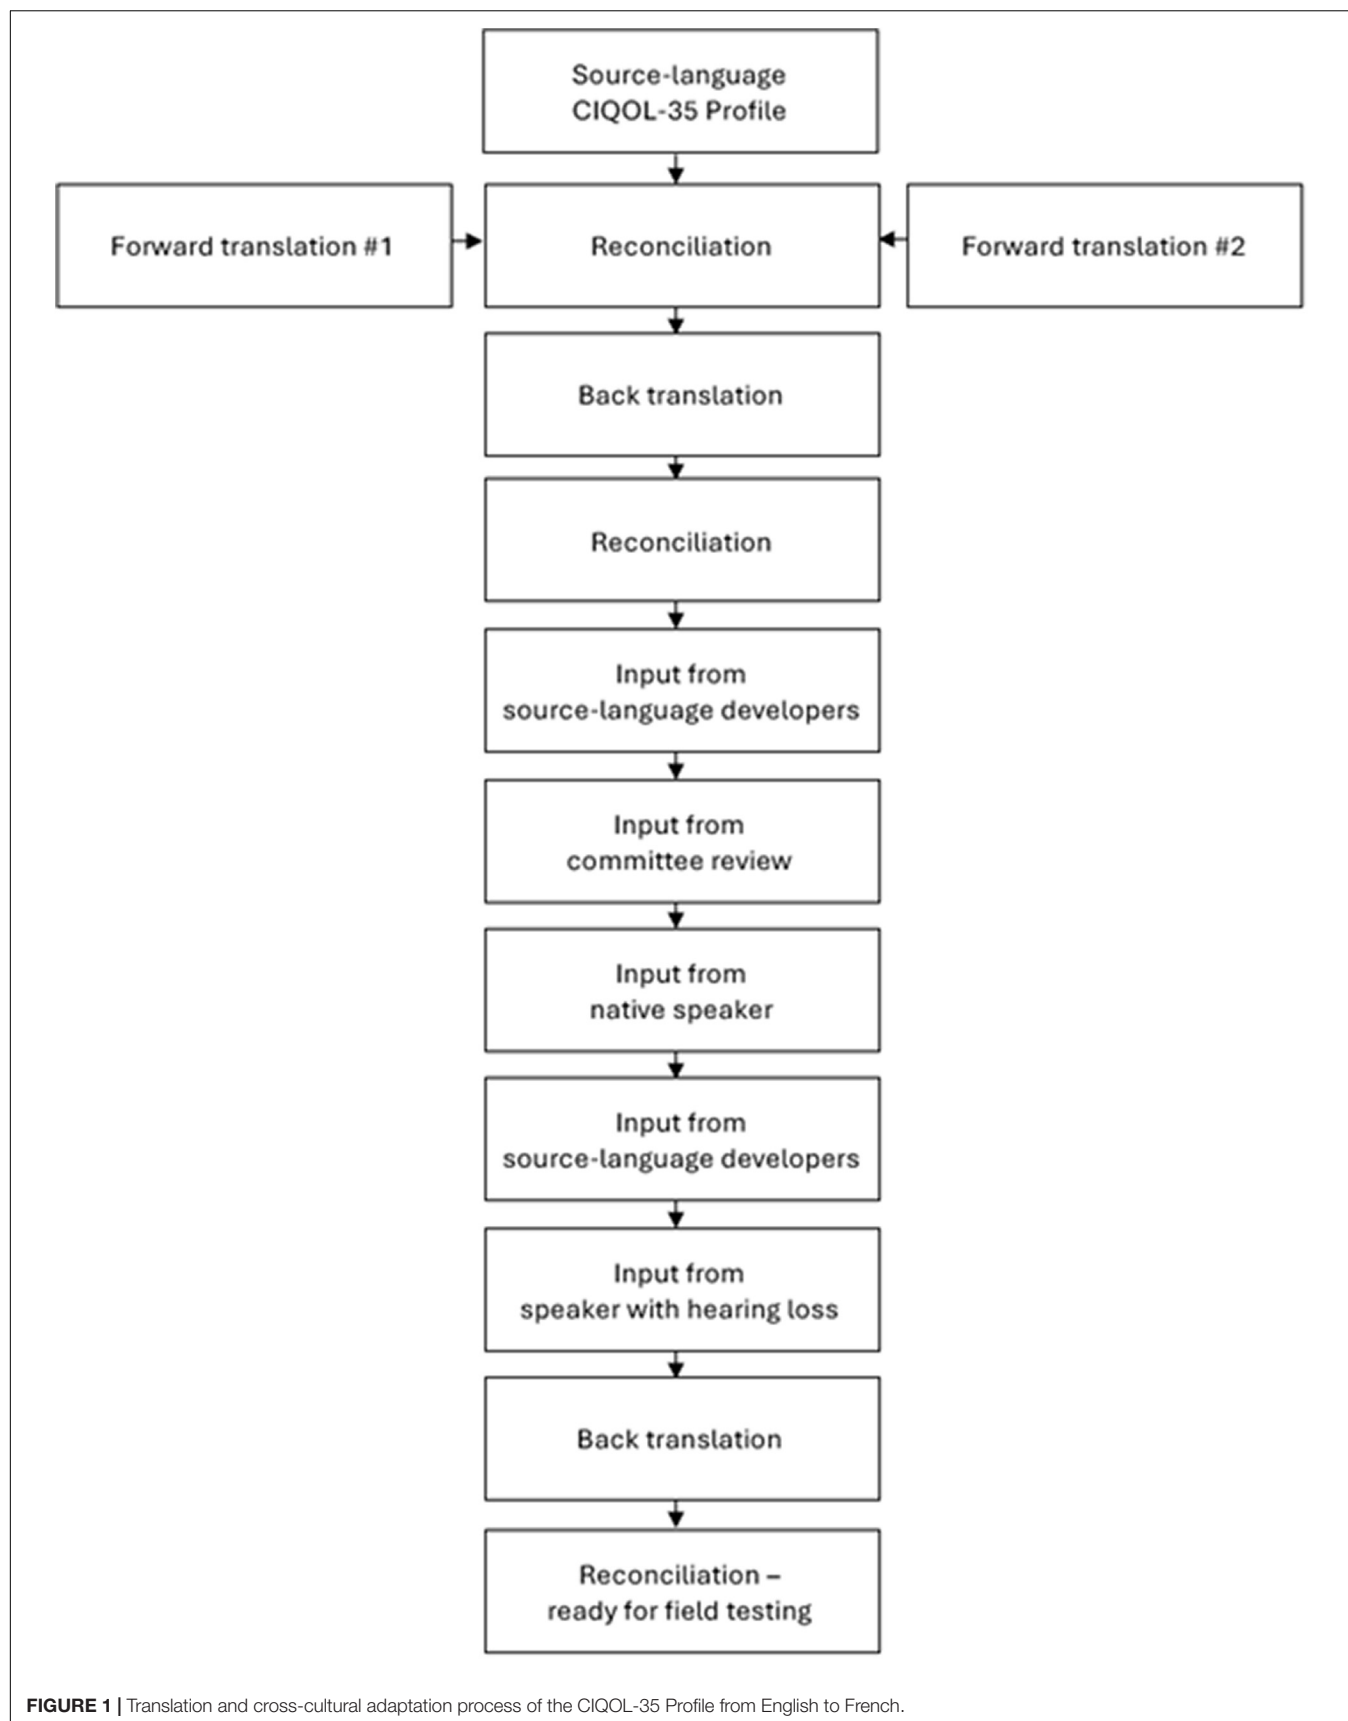 Source-language
CIQOL-35 Profile
Forward translation #1
Reconciliation
Forward translation #2
Back translation
Reconciliation
Input from
source-language developers
Input from
committee review
Input from
native speaker
Input from
source-language developers
Input from
speaker with hearing loss
Back translation
Reconciliation –
ready for field testing
FIGURE 1 | Translation and cross-cultural adaptation process of the CIQOL-35 Profile from English to French.